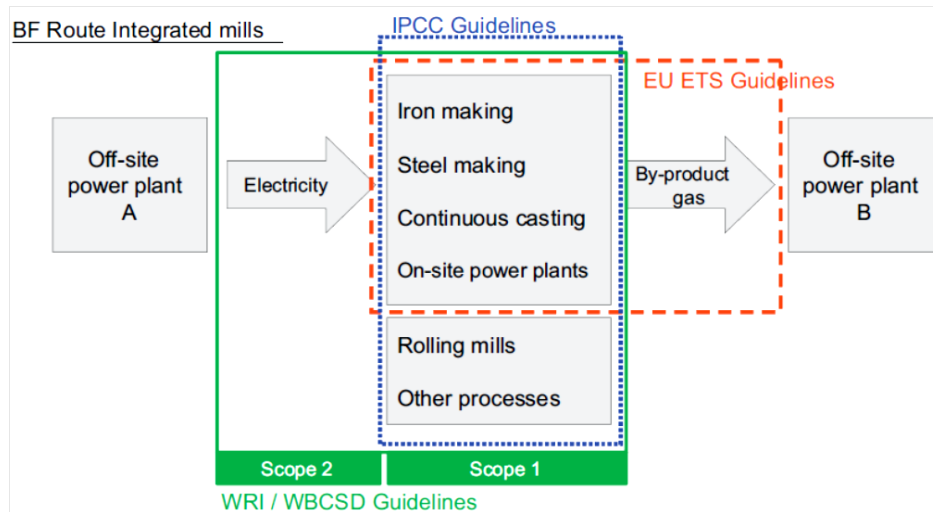 BF Route Integrated mills
IPCC Guidelines
EU ETS Guidelines
Off-site
power plant
A
Electricity
Iron making
Steel making
Continuous casting
On-site power plants
By-product
gas
Off-site
power plant
B
Rolling mills
Other processes
Scope 2
Scope 1
WRI / WBCSD Guidelines